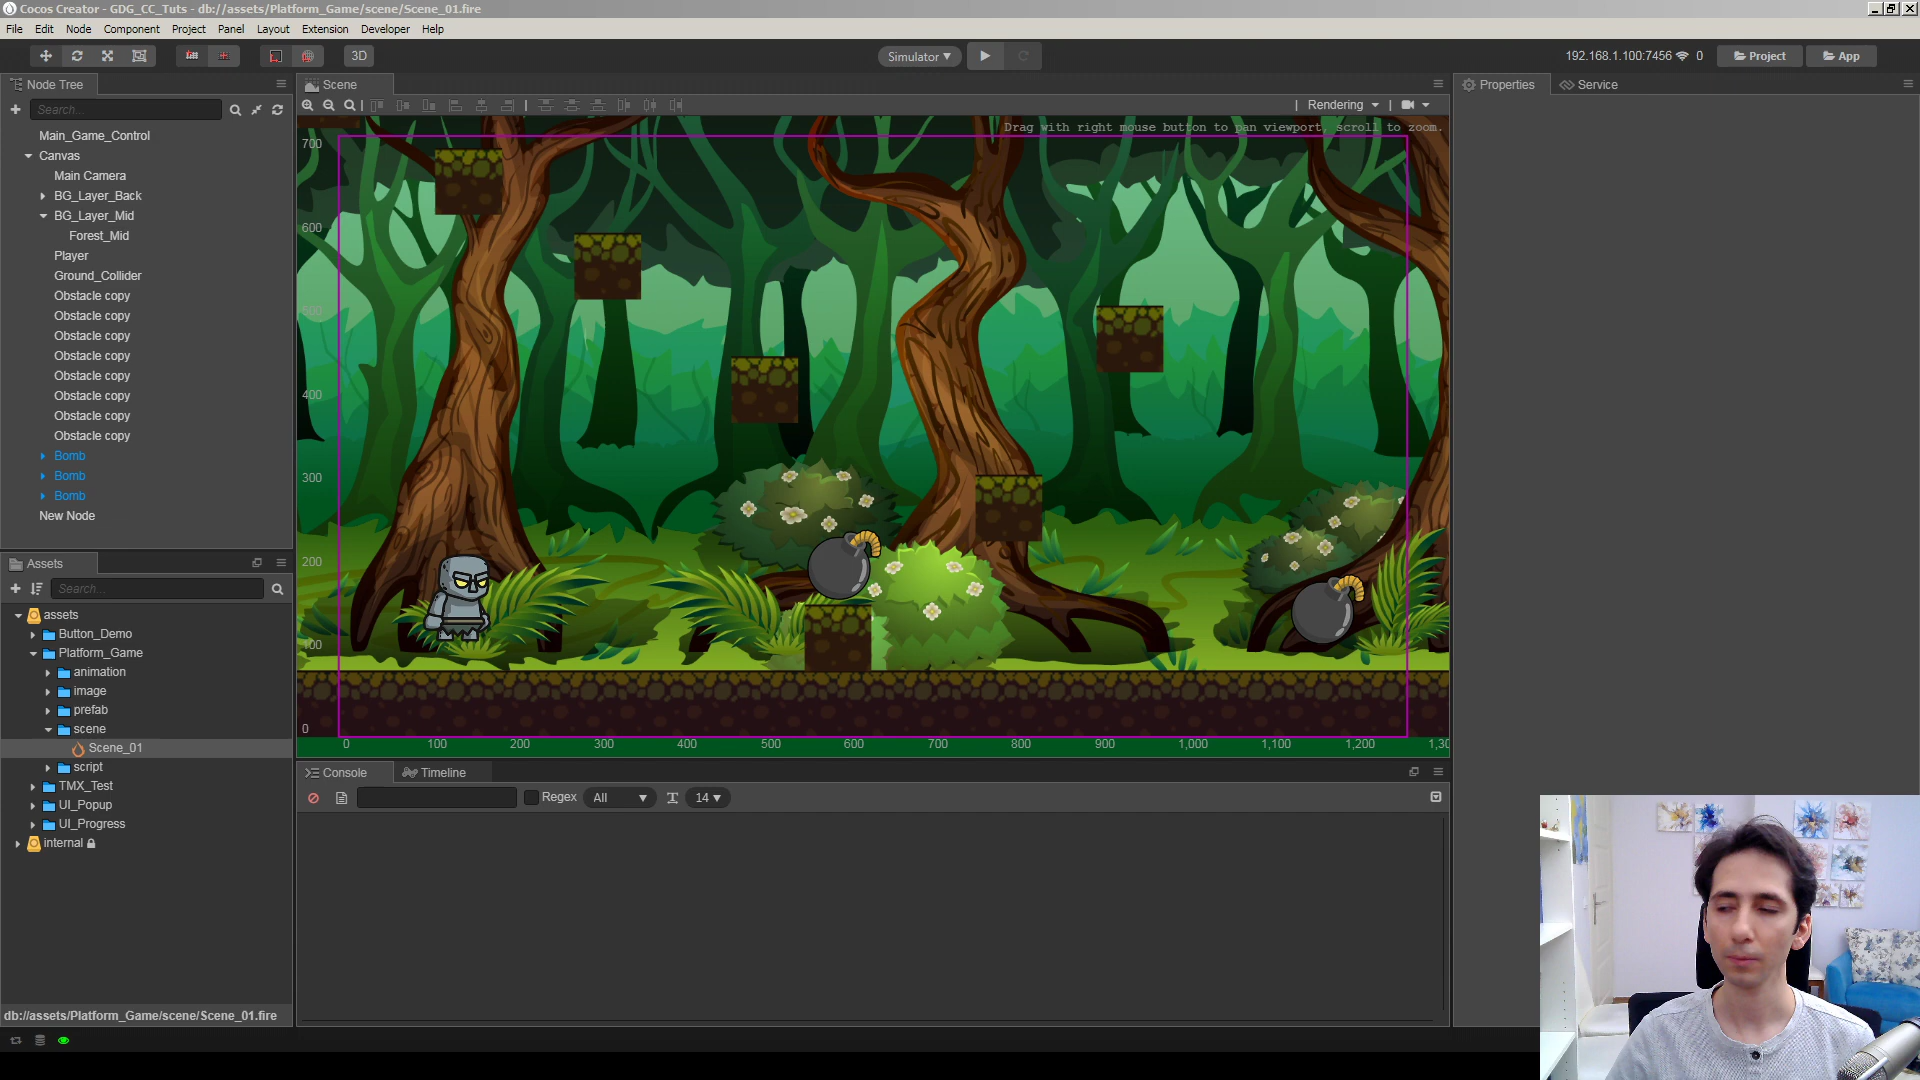 Cocos Creator - GDG_CC_Tuts - db://assets/Platform_Game/scene/Scene_01.fire
File Edit Node Component Project Panel Layout Extension Developer Help
3D Simulator 192.168.1.100:7456 0 Project App
Node Tree
Search...
Main_Game_Control
Canvas
Main Camera
BG_Layer_Back
BG_Layer_Mid
Forest_Mid
Player
Ground_Collider
Obstacle copy
Obstacle copy
Obstacle copy
Obstacle copy
Obstacle copy
Obstacle copy
Obstacle copy
Obstacle copy
Bomb
Bomb
Bomb
New Node
Assets
Search...
assets
Button_Demo
Platform_Game
animation
image
prefab
scene
Scene_01
script
TMX_Test
UI_Popup
UI_Progress
internal
db://assets/Platform_Game/scene/Scene_01.fire
Scene
Rendering
Drag with right mouse button to pan viewport, scroll to zoom.
700
600
500
400
300
200
100
0
0 100 200 300 400 500 600 700 800 900 1,000 1,100 1,200 1,30
Console Timeline
Regex All 14
Properties Service